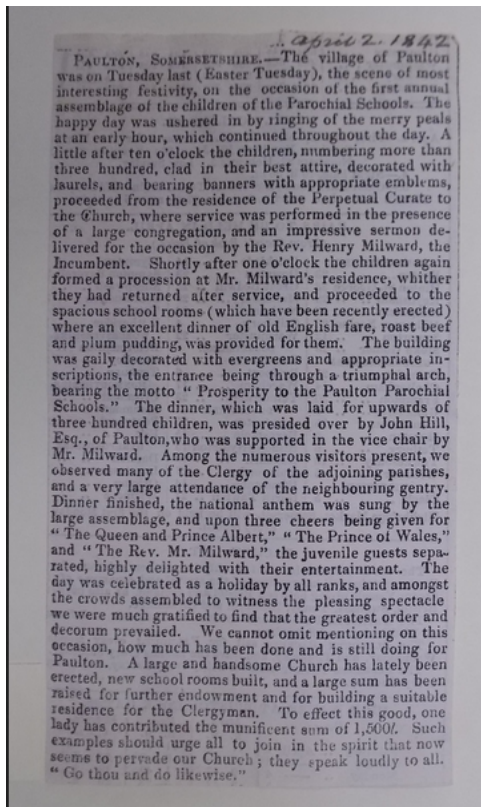 April 2. 1842
PAULTON, SOMERSETSHIRE.—The village of Paulton
was on Tuesday last (Easter Tuesday), the scene of most
interesting festivity, on the occasion of the first annual
assemblage of the children of the Parochial Schools. The
happy day was ushered in by ringing of the merry peals
at an early hour, which continued throughout the day. A
little after ten o'clock the children, numbering more than
three hundred, clad in their best attire, decorated with
laurels, and bearing banners with appropriate emblems,
proceeded from the residence of the Perpetual Curate to
the Church, where service was performed in the presence
of a large congregation, and an impressive sermon de-
livered for the occasion by the Rev. Henry Milward, the
Incumbent. Shortly after one o'clock the children again
formed a procession at Mr. Milward's residence, whither
they had returned after service, and proceeded to the
spacious school rooms (which have been recently erected)
where an excellent dinner of old English fare, roast beef
and plum pudding, was provided for them. The building
was gaily decorated with evergreens and appropriate in-
scriptions, the entrance being through a triumphal arch,
bearing the motto "Prosperity to the Paulton Parochial
Schools." The dinner, which was laid for upwards of
three hundred children, was presided over by John Hill,
Esq., of Paulton, who was supported in the vice chair by
Mr. Milward. Among the numerous visitors present, we
observed many of the Clergy of the adjoining parishes,
and a very large attendance of the neighbouring gentry.
Dinner finished, the national anthem was sung by the
large assemblage, and upon three cheers being given for
"The Queen and Prince Albert," "The Prince of Wales,"
and "The Rev. Mr. Milward," the juvenile guests sepa-
rated, highly delighted with their entertainment. The
day was celebrated as a holiday by all ranks, and amongst
the crowds assembled to witness the pleasing spectacle
we were much gratified to find that the greatest order and
decorum prevailed. We cannot omit mentioning on this
occasion, how much has been done and is still doing for
Paulton. A large and handsome Church has lately been
erected, new school rooms built, and a large sum has been
raised for further endowment and for building a suitable
residence for the Clergyman. To effect this good, one
lady has contributed the munificent sum of 1,500l. Such
examples should urge all to join in the spirit that now
seems to pervade our Church; they speak loudly to all.
"Go thou and do likewise."